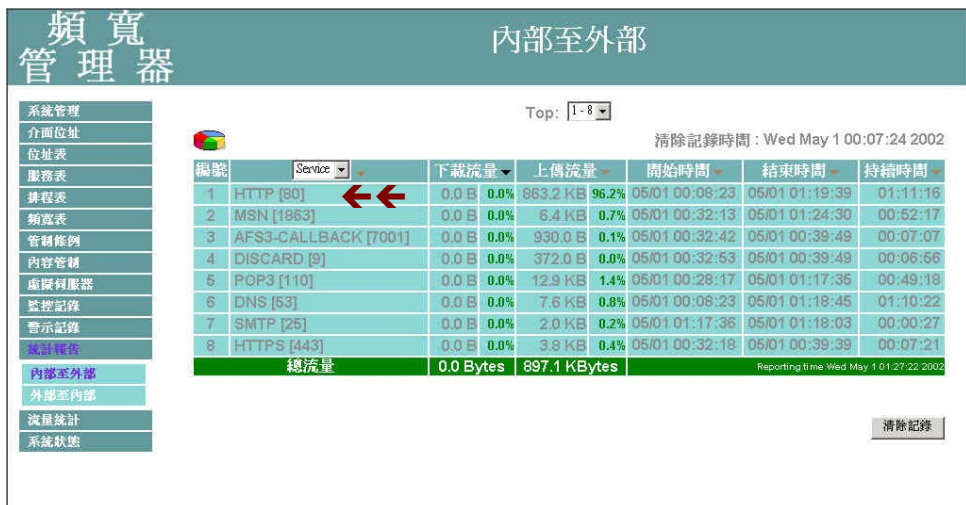 頻寬
管理器
內部至外部
系統管理
介面位址
位址表
服務表
排程表
頻寬表
管制條例
內容管制
虛擬伺服器
監控記錄
警示記錄
統計報告
內部至外部
外部至內部
流量統計
系統狀態
Top: 1 - 8
清除記錄時間 : Wed May 1 00:07:24 2002
編號 Service 下載流量 上傳流量 開始時間 結束時間 持續時間
1 HTTP [80] 0.0 B 0.0% 863.2 KB 96.2% 05/01 00:08:23 05/01 01:19:39 01:11:16
2 MSN [1863] 0.0 B 0.0% 6.4 KB 0.7% 05/01 00:32:13 05/01 01:24:30 00:52:17
3 AFS3-CALLBACK [7001] 0.0 B 0.0% 930.0 B 0.1% 05/01 00:32:42 05/01 00:39:49 00:07:07
4 DISCARD [9] 0.0 B 0.0% 372.0 B 0.0% 05/01 00:32:53 05/01 00:39:49 00:06:56
5 POP3 [110] 0.0 B 0.0% 12.9 KB 1.4% 05/01 00:28:17 05/01 01:17:35 00:49:18
6 DNS [53] 0.0 B 0.0% 7.6 KB 0.8% 05/01 00:08:23 05/01 01:18:45 01:10:22
7 SMTP [25] 0.0 B 0.0% 2.0 KB 0.2% 05/01 01:17:36 05/01 01:18:03 00:00:27
8 HTTPS [443] 0.0 B 0.0% 3.8 KB 0.4% 05/01 00:32:18 05/01 00:39:39 00:07:21
總流量 0.0 Bytes 897.1 KBytes Reporting time Wed May 1 01:27:22 2002
清除記錄